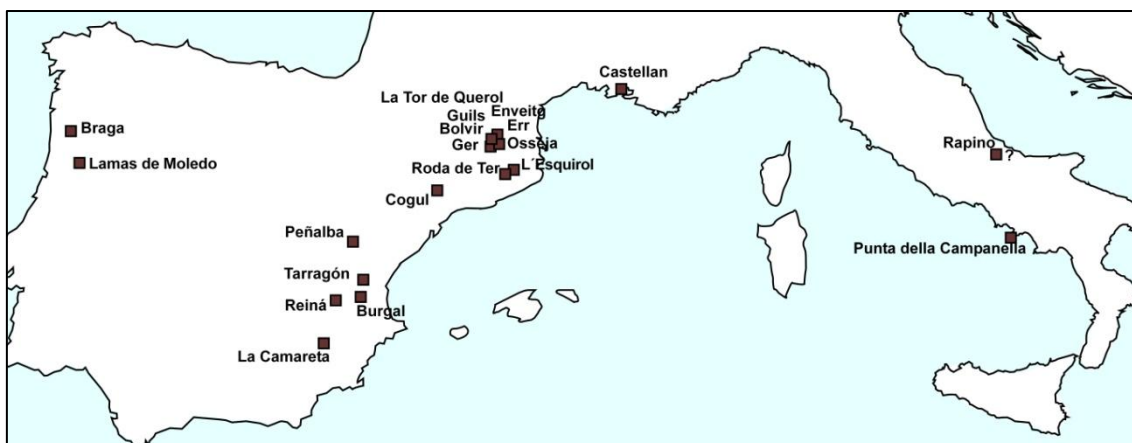 Castellan
La Tor de Querol
Enveitg
Guils
Err
Bolvir
Osseja
Ger
Braga
Lamas de Moledo
Rapino
?
L´Esquirol
Roda de Ter
Cogul
Peñalba
Punta della Campanella
Tarragón
Reiná
Burgal
La Camareta